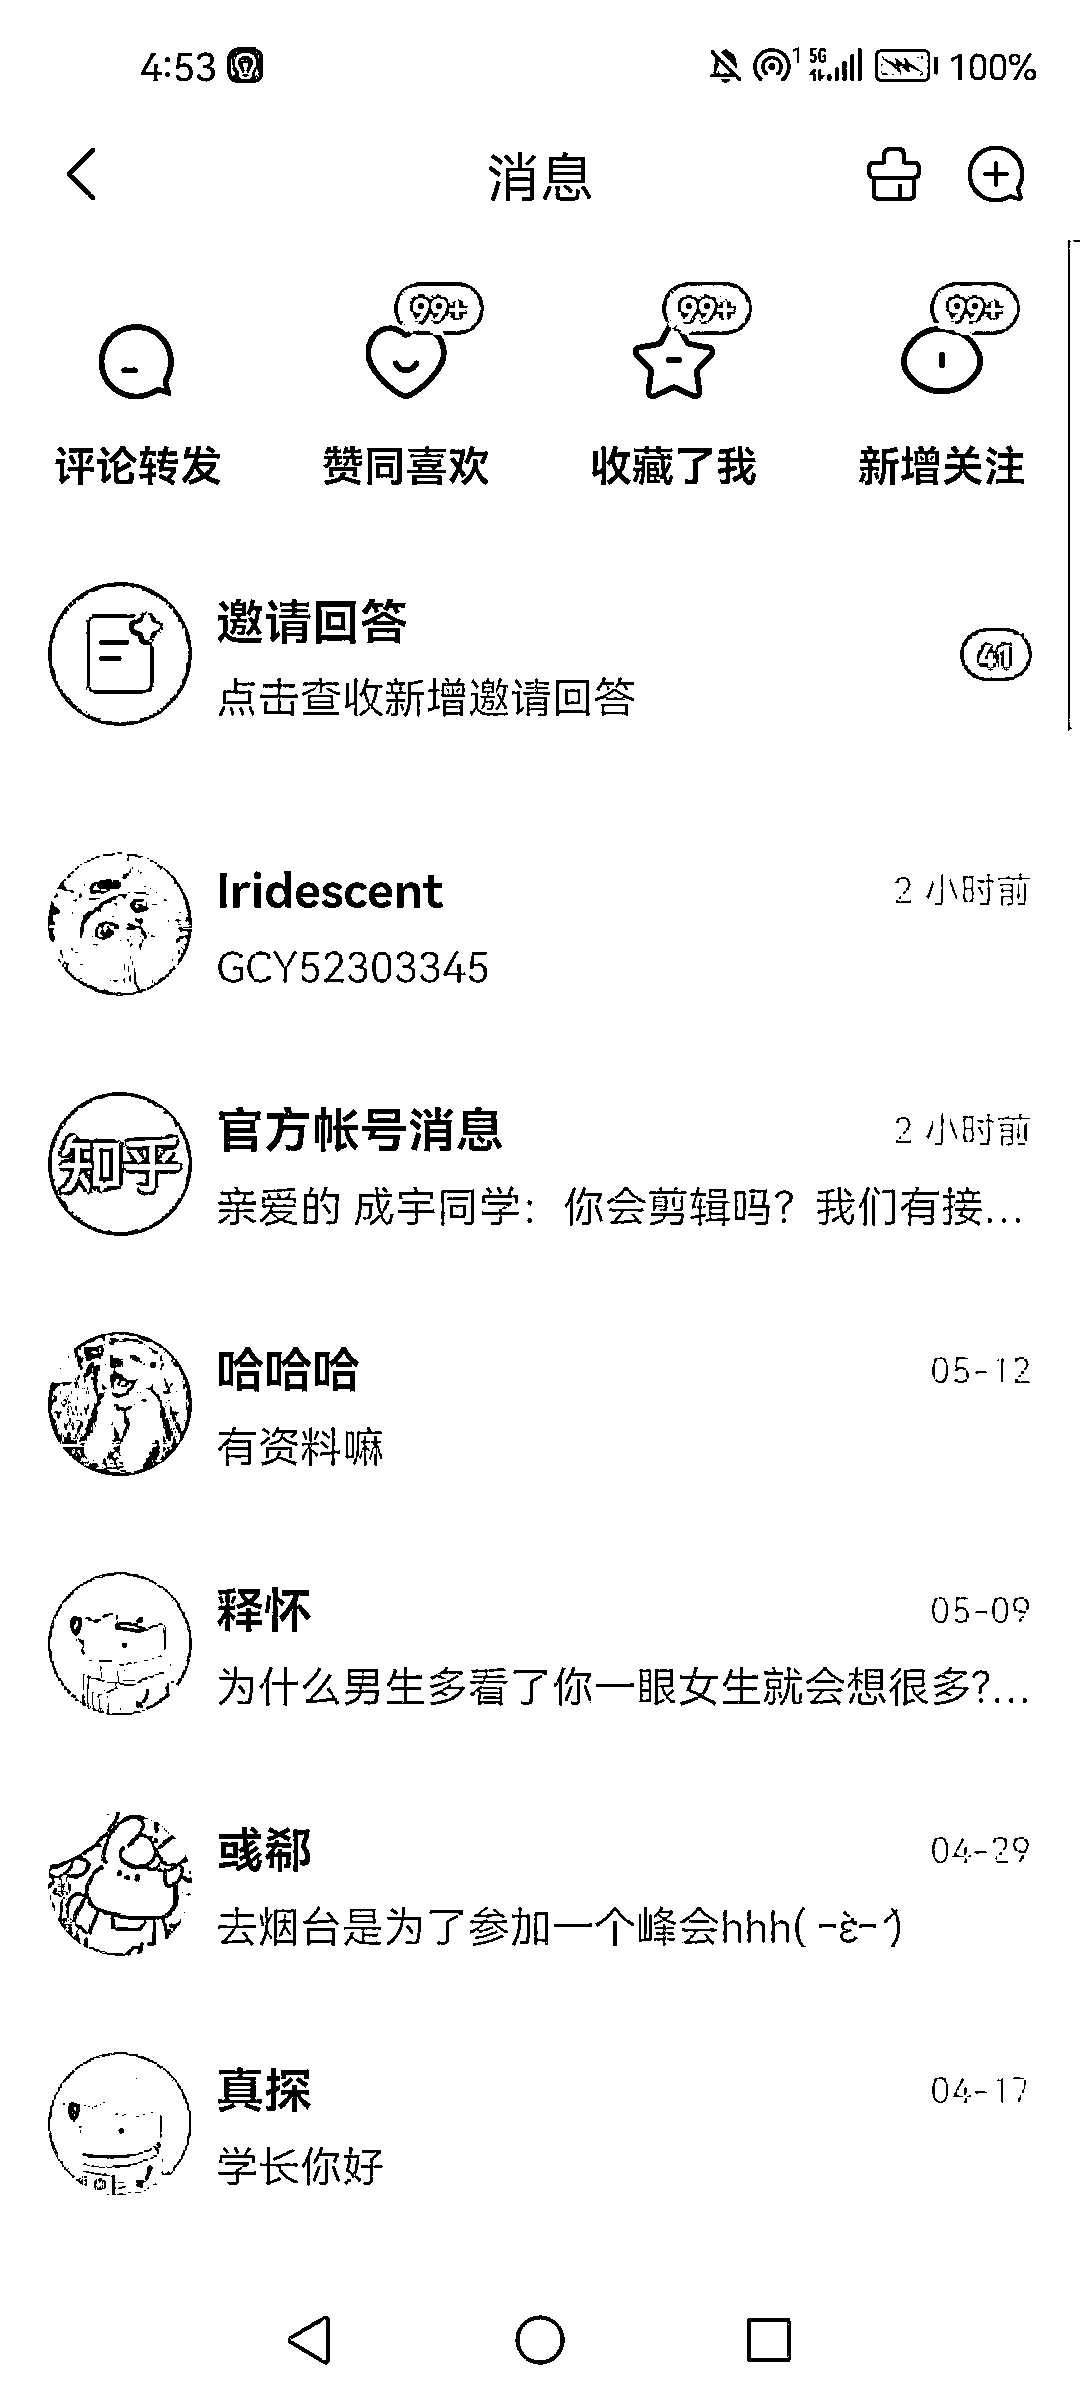 4:53
1 5G 100%
消息
99+ 99+ 99+
评论转发 赞同喜欢 收藏了我 新增关注
邀请回答
点击查收新增邀请回答
41
Iridescent 2 小时前
GCY52303345
知乎
官方帐号消息 2 小时前
亲爱的 成宇同学：你会剪辑吗？我们有接...
哈哈哈 05-12
有资料嘛
释怀 05-09
为什么男生多看了你一眼女生就会想很多?...
彧郗 04-29
去烟台是为了参加一个峰会hhh( -ὲ-́)
真探 04-17
学长你好